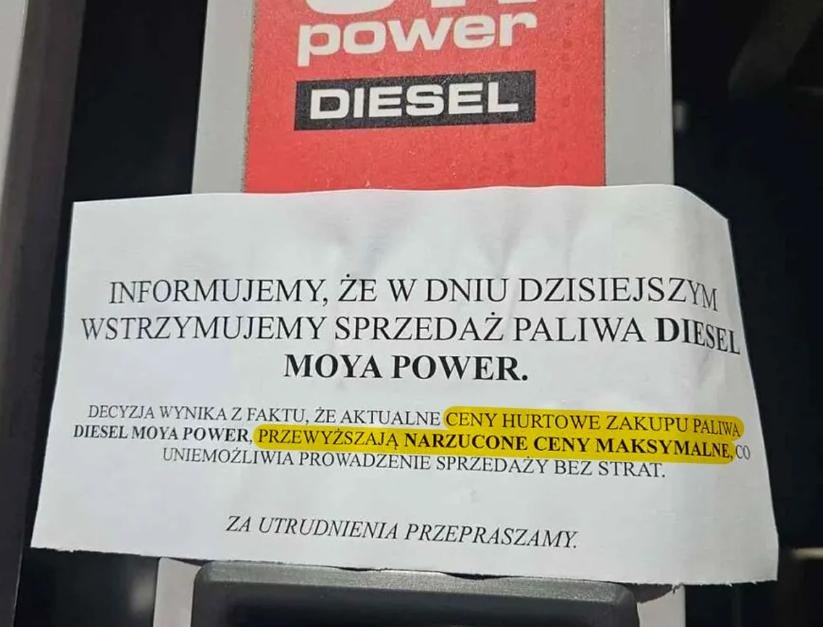 power
DIESEL
INFORMUJEMY, ŻE W DNIU DZISIEJSZYM
WSTRZYMUJEMY SPRZEDAŻ PALIWA DIESEL
MOYA POWER.
DECYZJA WYNIKA Z FAKTU, ŻE AKTUALNE CENY HURTOWE ZAKUPU PALIWA
DIESEL MOYA POWER, PRZEWYŻSZAJĄ NARZUCONE CENY MAKSYMALNE, CO
UNIEMOŻLIWIA PROWADZENIE SPRZEDAŻY BEZ STRAT.
ZA UTRUDNIENIA PRZEPRASZAMY.